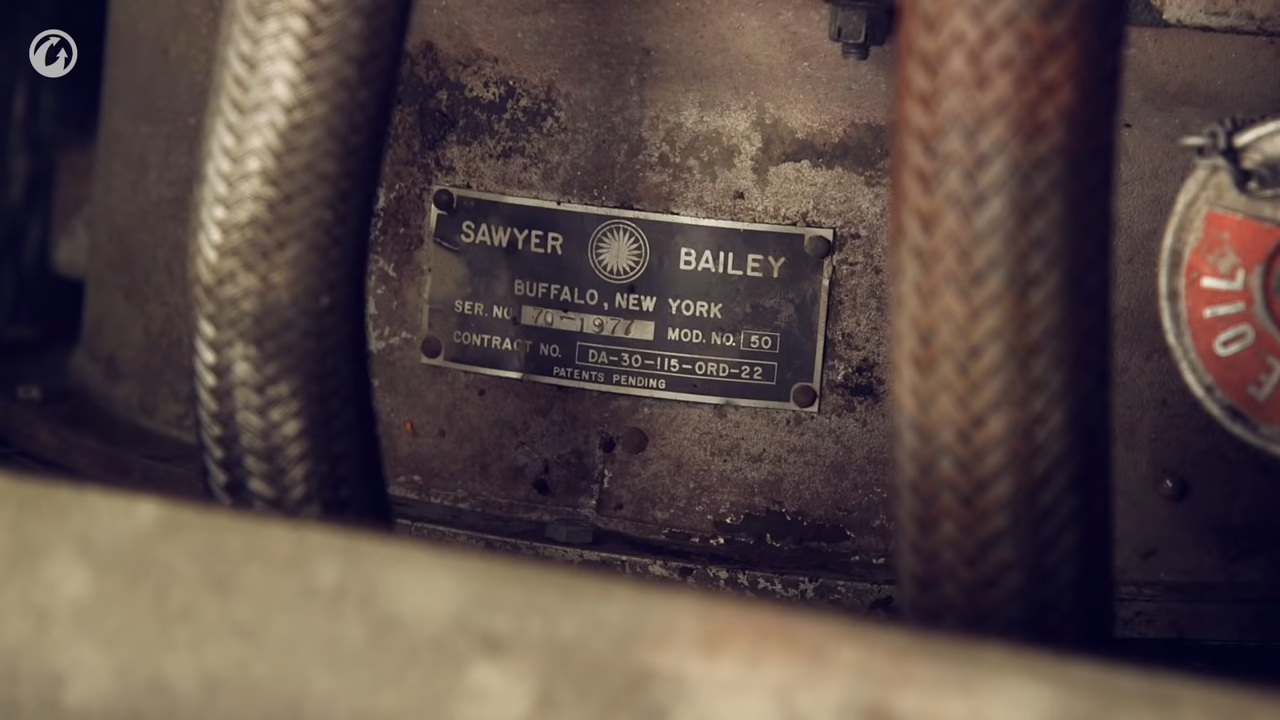 SAWYER BAILEY
BUFFALO, NEW YORK
SER. NO. 70-1977 MOD. NO. 50
CONTRACT NO. DA-30-115-ORD-22
PATENTS PENDING
OIL